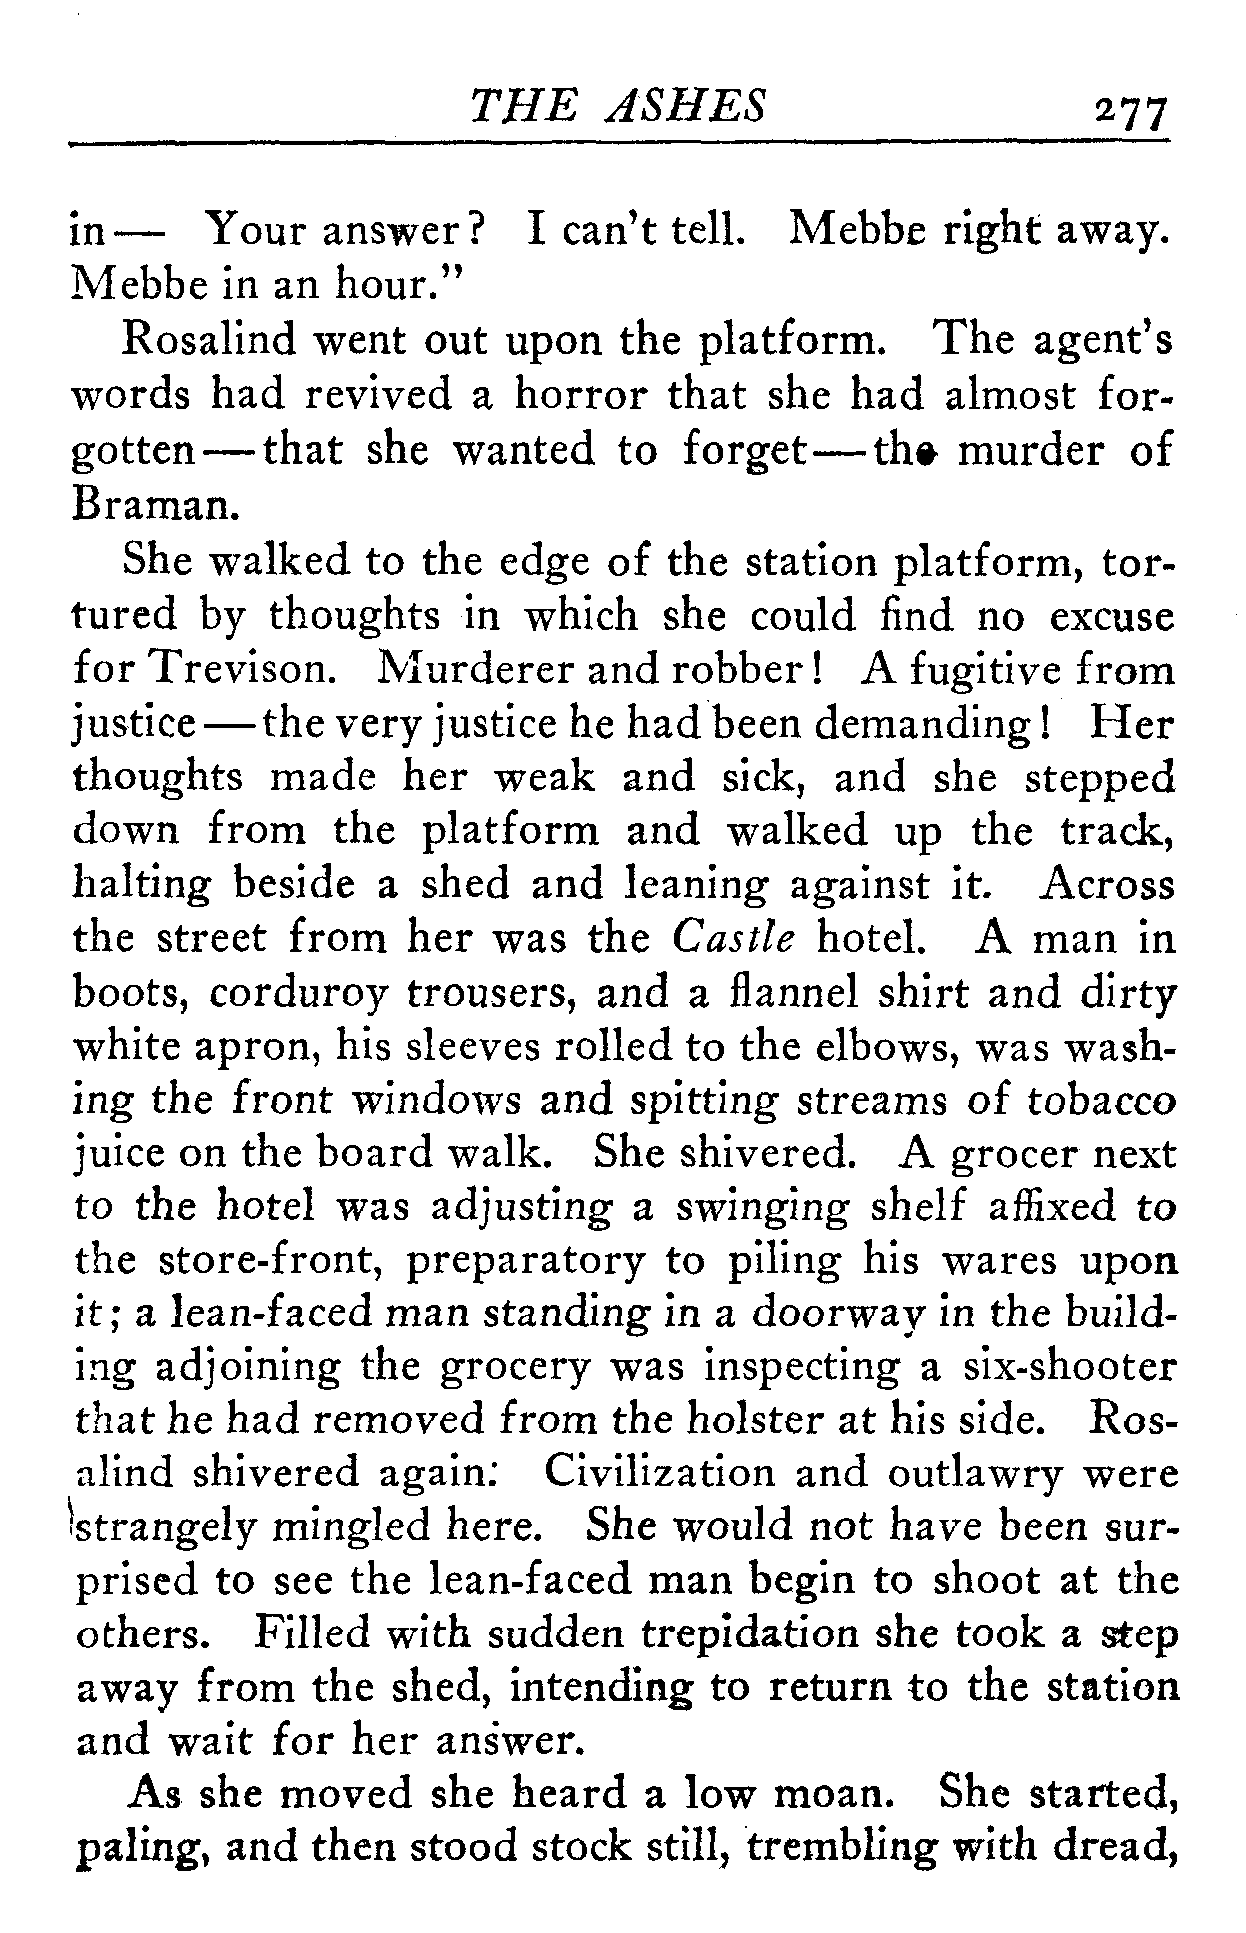 THE ASHES 277
in— Your answer? I can't tell. Mebbe right away.
Mebbe in an hour."
Rosalind went out upon the platform. The agent's
words had revived a horror that she had almost for-
gotten—that she wanted to forget—the murder of
Braman.
She walked to the edge of the station platform, tor-
tured by thoughts in which she could find no excuse
for Trevison. Murderer and robber! A fugitive from
justice—the very justice he had been demanding! Her
thoughts made her weak and sick, and she stepped
down from the platform and walked up the track,
halting beside a shed and leaning against it. Across
the street from her was the Castle hotel. A man in
boots, corduroy trousers, and a flannel shirt and dirty
white apron, his sleeves rolled to the elbows, was wash-
ing the front windows and spitting streams of tobacco
juice on the board walk. She shivered. A grocer next
to the hotel was adjusting a swinging shelf affixed to
the store-front, preparatory to piling his wares upon
it; a lean-faced man standing in a doorway in the build-
ing adjoining the grocery was inspecting a six-shooter
that he had removed from the holster at his side. Ros-
alind shivered again. Civilization and outlawry were
strangely mingled here. She would not have been sur-
prised to see the lean-faced man begin to shoot at the
others. Filled with sudden trepidation she took a step
away from the shed, intending to return to the station
and wait for her answer.
As she moved she heard a low moan. She started,
paling, and then stood stock still, trembling with dread,